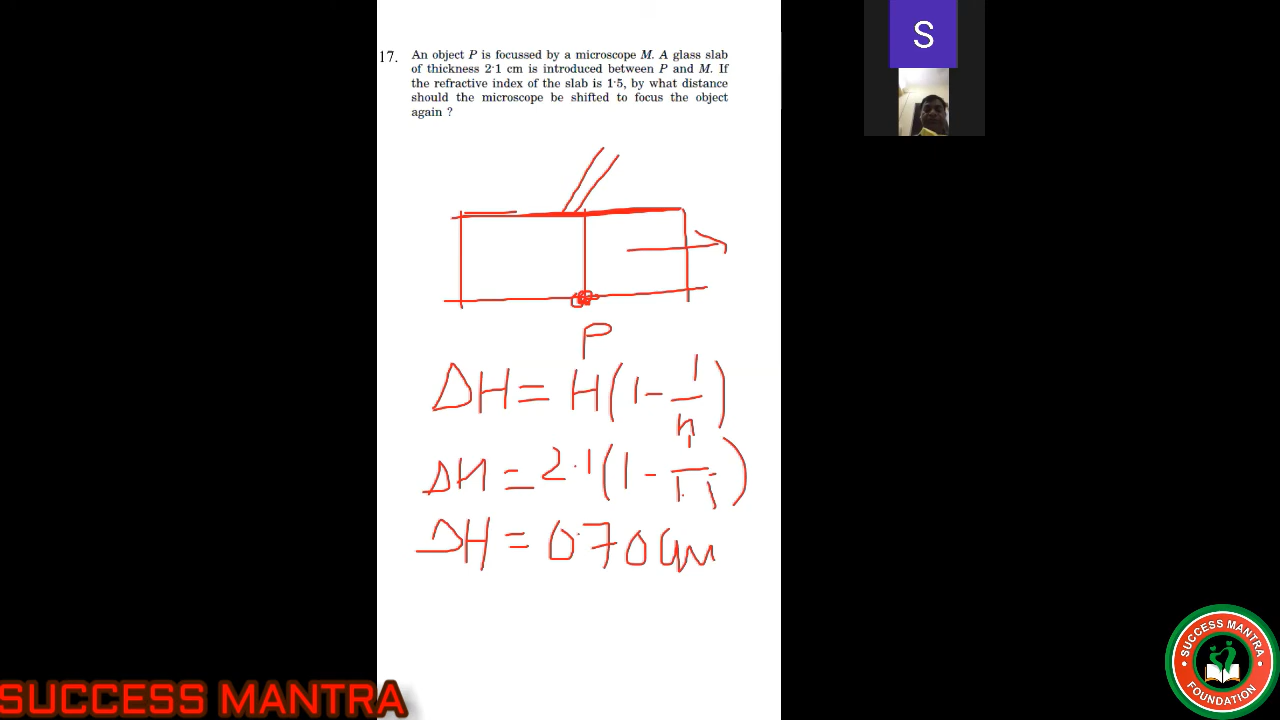 S
17. An object P is focussed by a microscope M. A glass slab
of thickness 2·1 cm is introduced between P and M. If
the refractive index of the slab is 1·5, by what distance
should the microscope be shifted to focus the object
again ?
P
ΔH = H(1 - 1/n)
ΔH = 2.1(1 - 1/1.5)
ΔH = 0.70 cm
SUCCESS MANTRA
SUCCESS MANTRA
FOUNDATION